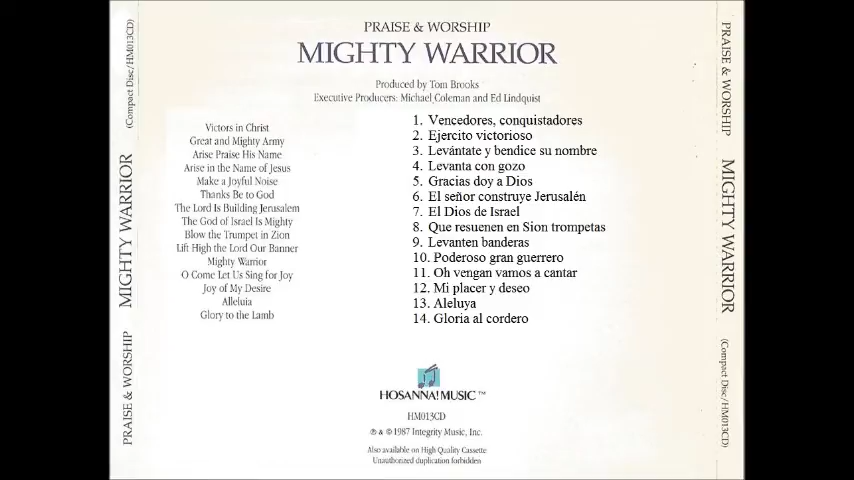 PRAISE & WORSHIP
MIGHTY WARRIOR
Produced by Tom Brooks
Executive Producers: Michael Coleman and Ed Lindquist
Victors in Christ
Great and Mighty Army
Arise Praise His Name
Arise in the Name of Jesus
Make a Joyful Noise
Thanks Be to God
The Lord Is Building Jerusalem
The God of Israel Is Mighty
Blow the Trumpet in Zion
Lift High the Lord Our Banner
Mighty Warrior
O Come Let Us Sing for Joy
Joy of My Desire
Alleluia
Glory to the Lamb
1. Vencedores, conquistadores
2. Ejercito victorioso
3. Levántate y bendice su nombre
4. Levanta con gozo
5. Gracias doy a Dios
6. El señor construye Jerusalén
7. El Dios de Israel
8. Que resuenen en Sion trompetas
9. Levanten banderas
10. Poderoso gran guerrero
11. Oh vengan vamos a cantar
12. Mi placer y deseo
13. Aleluya
14. Gloria al cordero
HOSANNA! MUSIC™
HM013CD
℗ & © 1987 Integrity Music, Inc.
Also available on High Quality Cassette
Unauthorized duplication forbidden
PRAISE & WORSHIP MIGHTY WARRIOR (Compact Disc/HM013CD)
PRAISE & WORSHIP MIGHTY WARRIOR (Compact Disc/HM013CD)